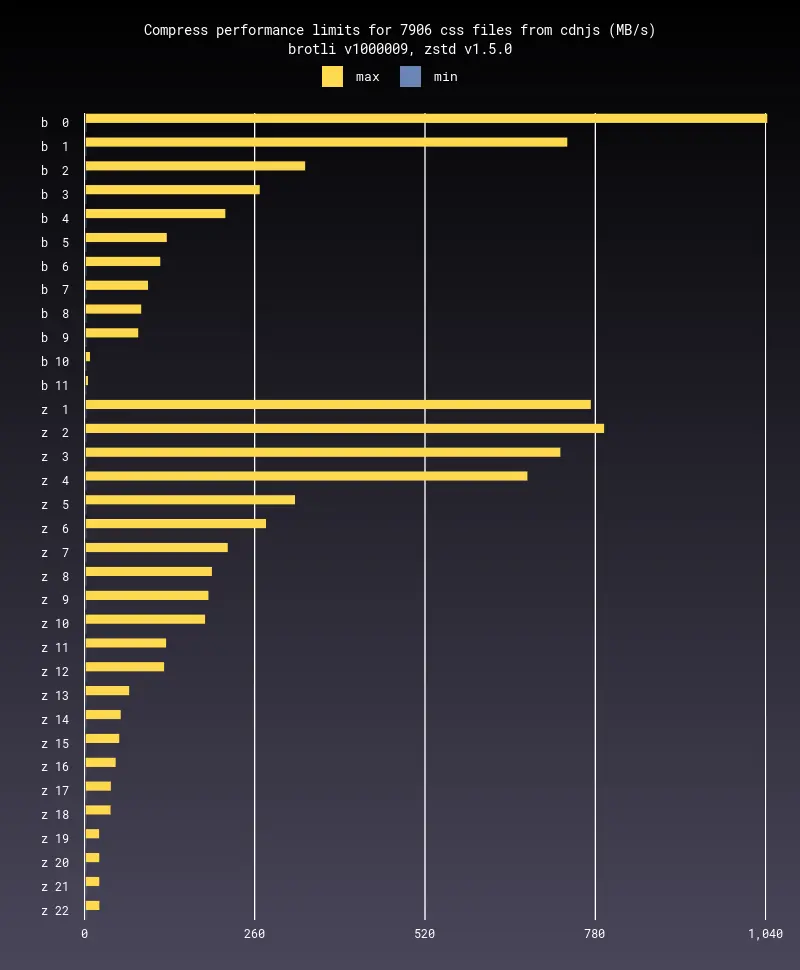 Compress performance limits for 7906 css files from cdnjs (MB/s)
brotli v1000009, zstd v1.5.0
max min
b 0
b 1
b 2
b 3
b 4
b 5
b 6
b 7
b 8
b 9
b 10
b 11
z 1
z 2
z 3
z 4
z 5
z 6
z 7
z 8
z 9
z 10
z 11
z 12
z 13
z 14
z 15
z 16
z 17
z 18
z 19
z 20
z 21
z 22
0 260 520 780 1,040